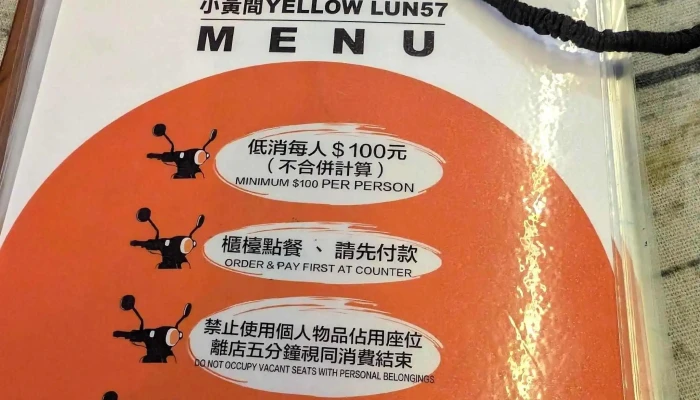 小黃間YELLOW LUN57
MENU
低消每人＄100元
（不合併計算）
MINIMUM $100 PER PERSON
櫃檯點餐 、 請先付款
ORDER & PAY FIRST AT COUNTER
禁止使用個人物品佔用座位
離店五分鐘視同消費結束
DO NOT OCCUPY VACANT SEATS WITH PERSONAL BELONGINGS